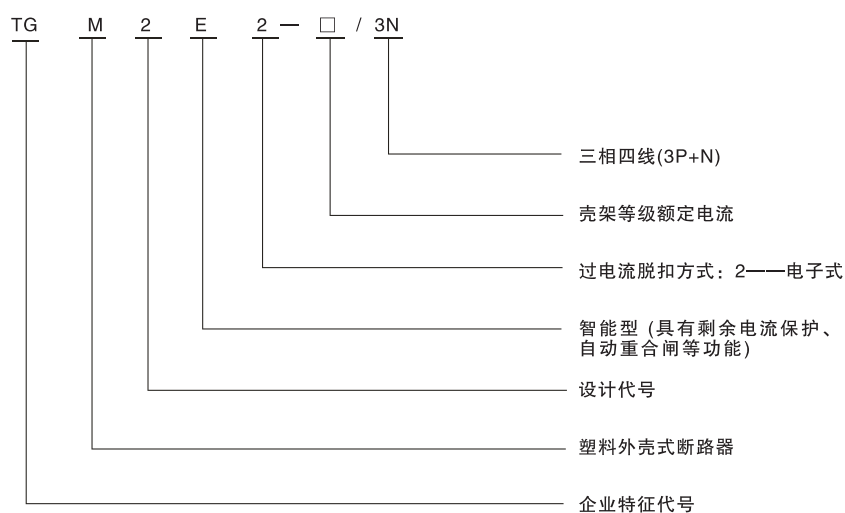 TG M 2 E 2—□/3N
三相四线(3P+N)
壳架等级额定电流
过电流脱扣方式：2——电子式
智能型 (具有剩余电流保护、
自动重合闸等功能)
设计代号
塑料外壳式断路器
企业特征代号